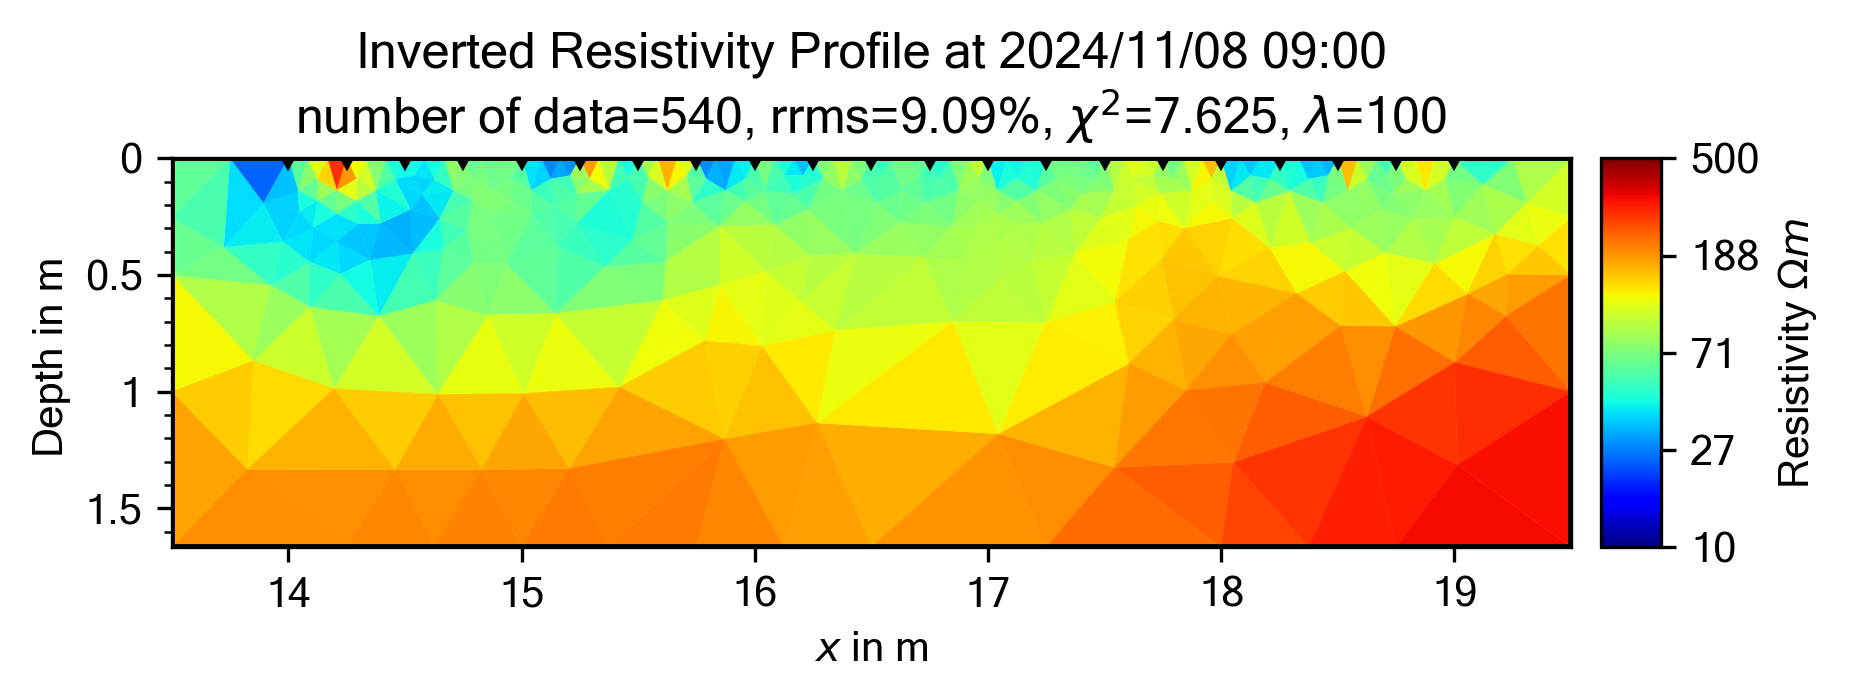 Inverted Resistivity Profile at 2024/11/08 09:00
number of data=540, rrms=9.09%, χ²=7.625, λ=100
0
0.5
1
1.5
Depth in m
14 15 16 17 18 19
x in m
500
188
71
27
10
Resistivity Ωm